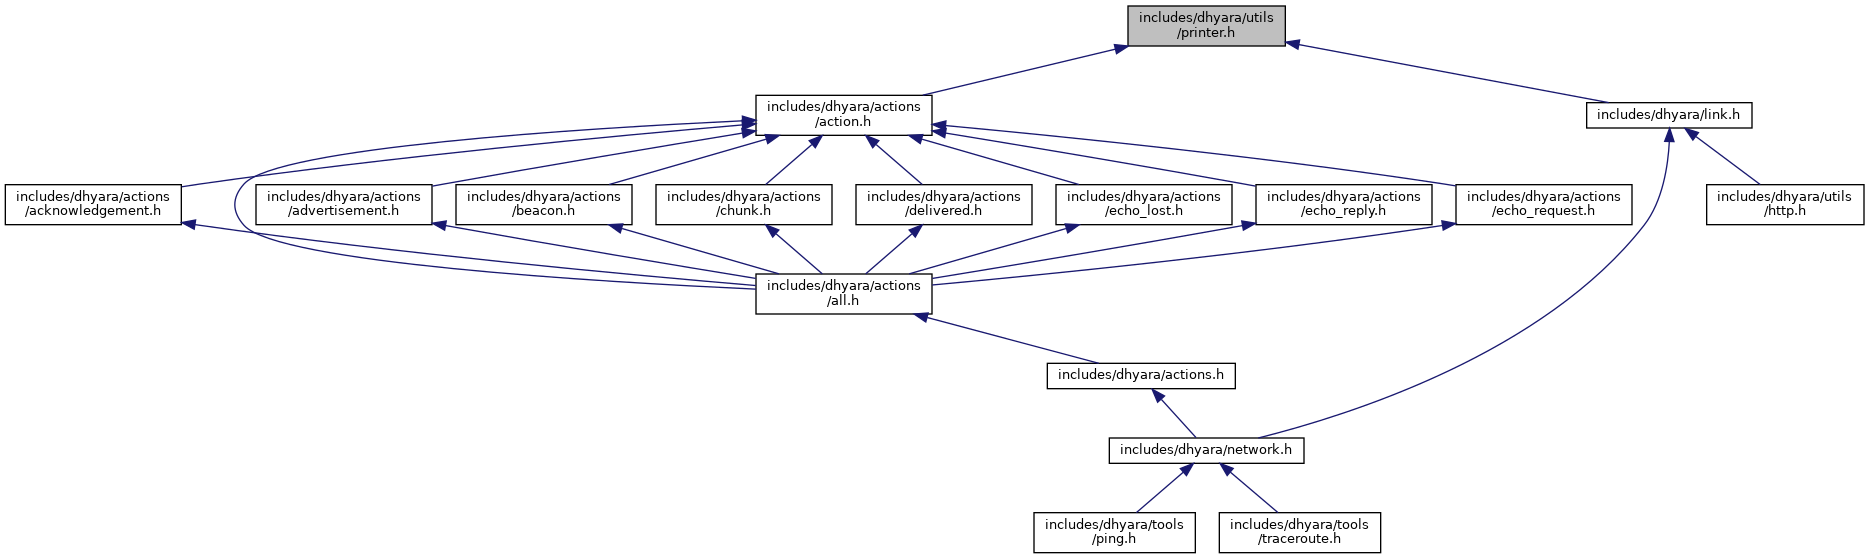 includes/dhyara/utils
/printer.h
includes/dhyara/actions
/action.h
includes/dhyara/link.h
includes/dhyara/actions
/acknowledgement.h
includes/dhyara/actions
/advertisement.h
includes/dhyara/actions
/beacon.h
includes/dhyara/actions
/chunk.h
includes/dhyara/actions
/delivered.h
includes/dhyara/actions
/echo_lost.h
includes/dhyara/actions
/echo_reply.h
includes/dhyara/actions
/echo_request.h
includes/dhyara/utils
/http.h
includes/dhyara/actions
/all.h
includes/dhyara/actions.h
includes/dhyara/network.h
includes/dhyara/tools
/ping.h
includes/dhyara/tools
/traceroute.h